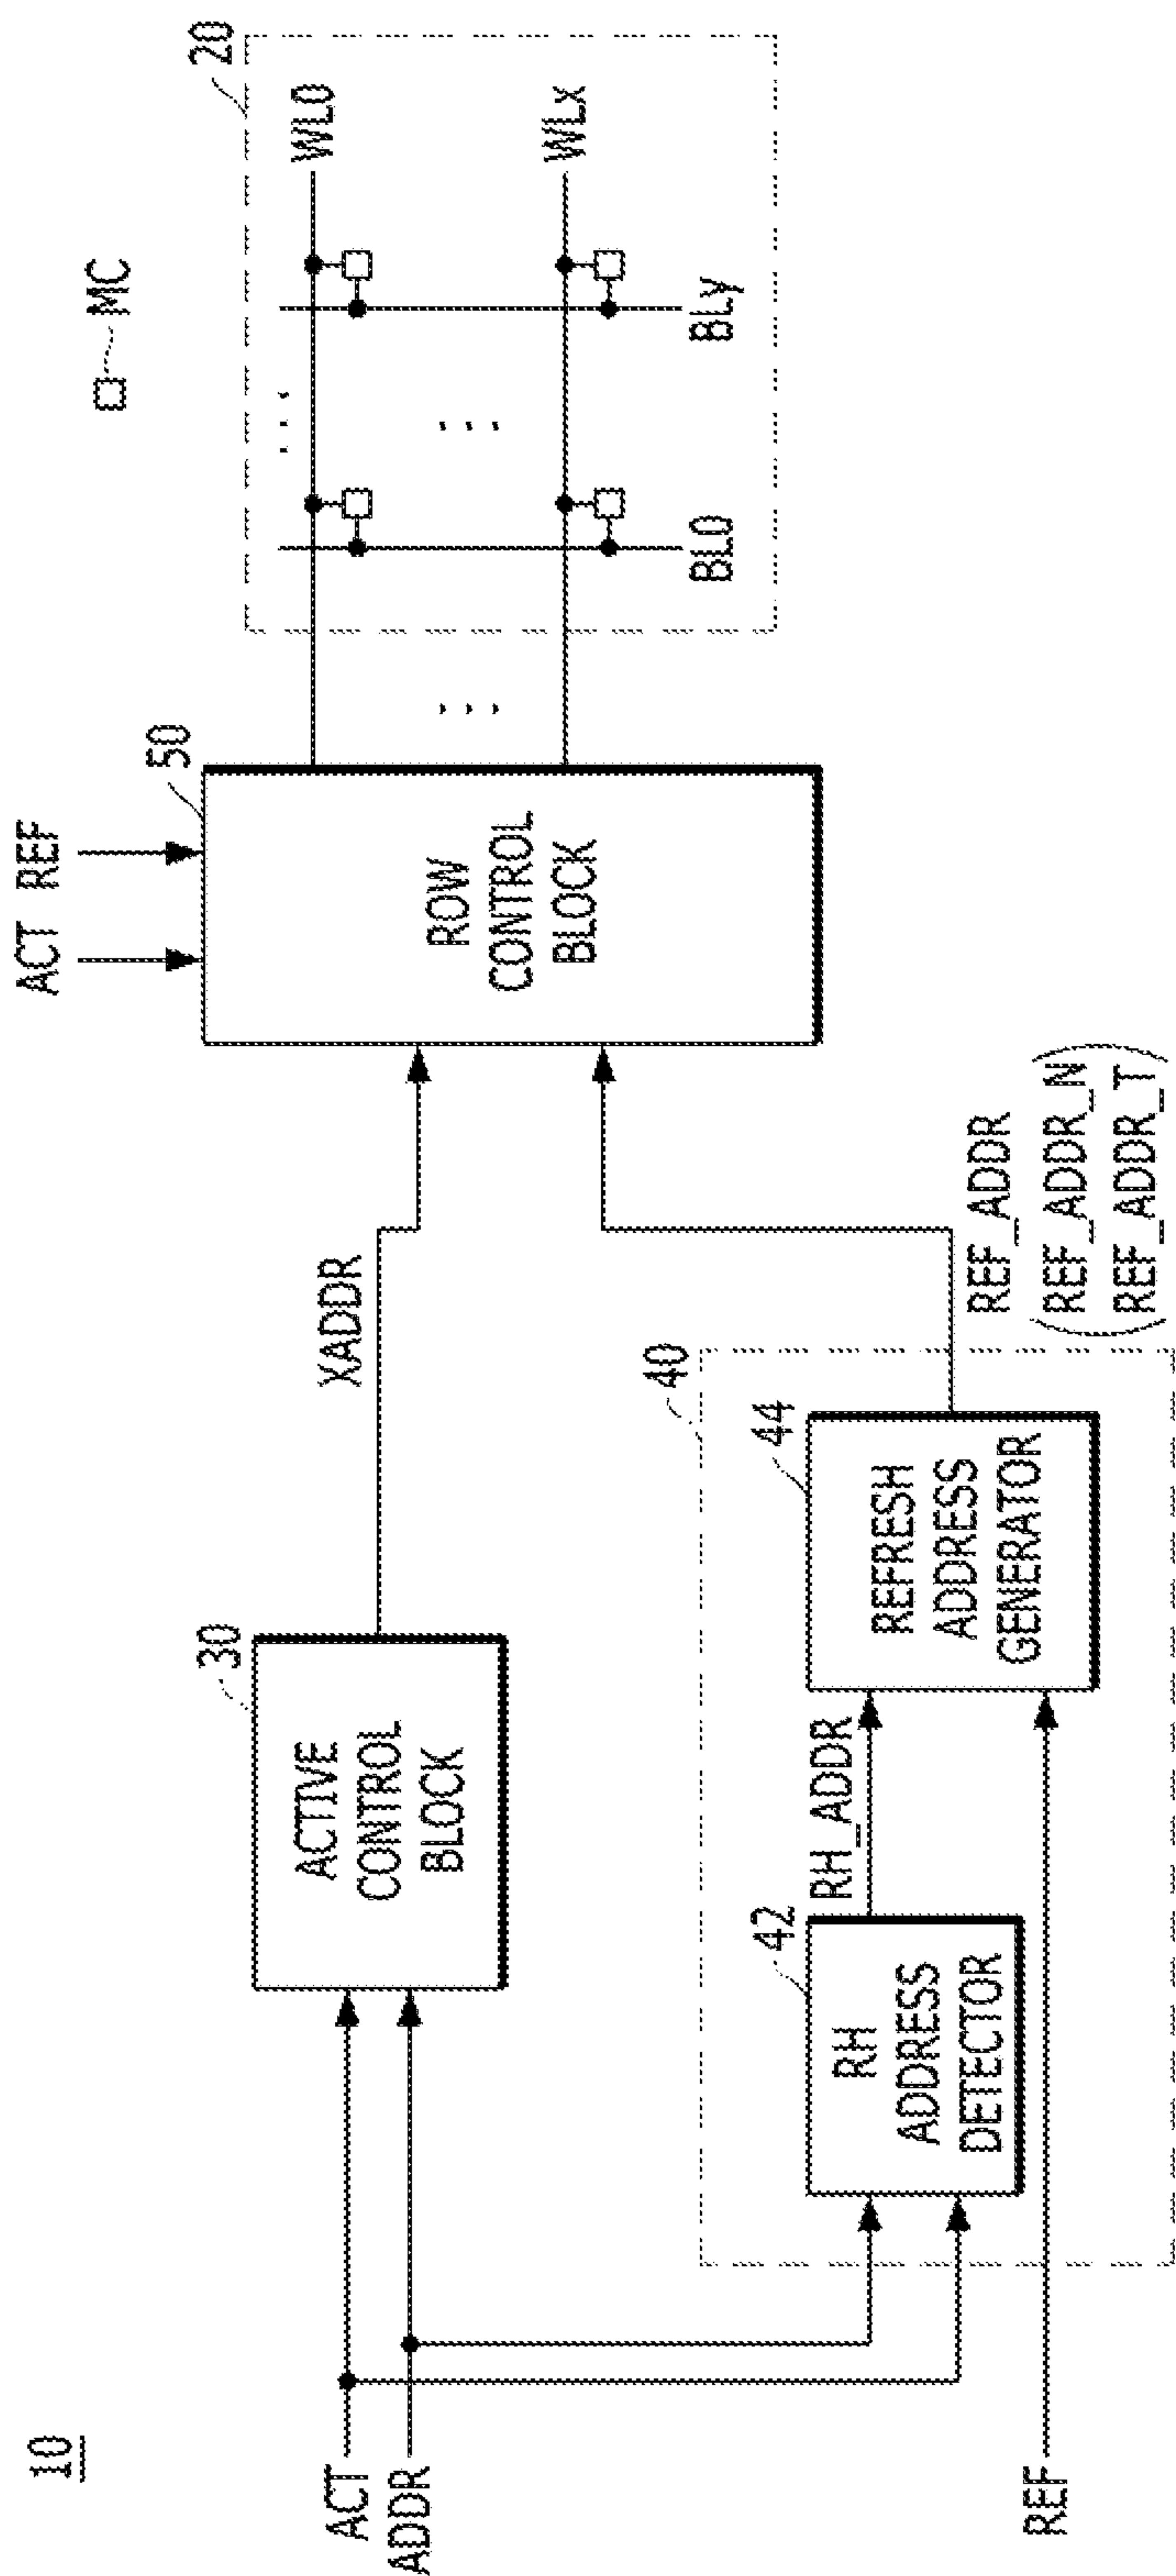 10
ACT
ADDR
REF
30
ACTIVE
CONTROL
BLOCK
XADDR
40
42
RH
ADDRESS
DETECTOR
RH_ADDR
44
REFRESH
ADDRESS
GENERATOR
REF_ADDR
(REF_ADDR_N
REF_ADDR_T)
ACT REF
50
ROW
CONTROL
BLOCK
...
MC
20
WL0
...
...
WLx
BL0
BLy